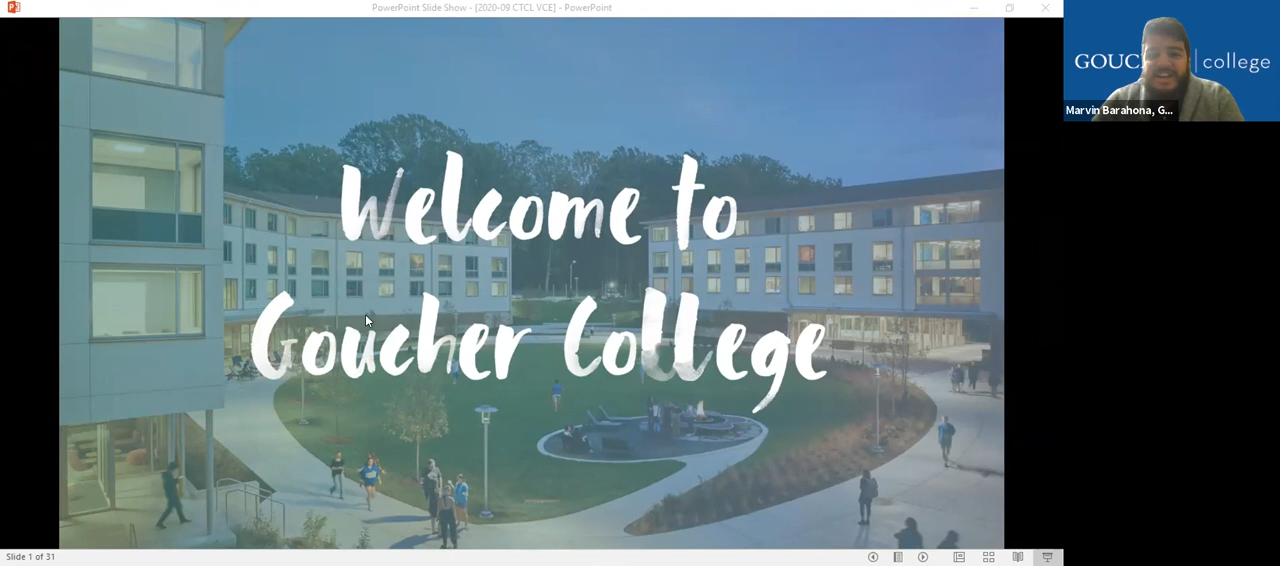 PowerPoint Slide Show - [2020-09 CTCL VCE] - PowerPoint
Welcome to
Goucher College
GOUC
college
Marvin Barahona, G...
Slide 1 of 31